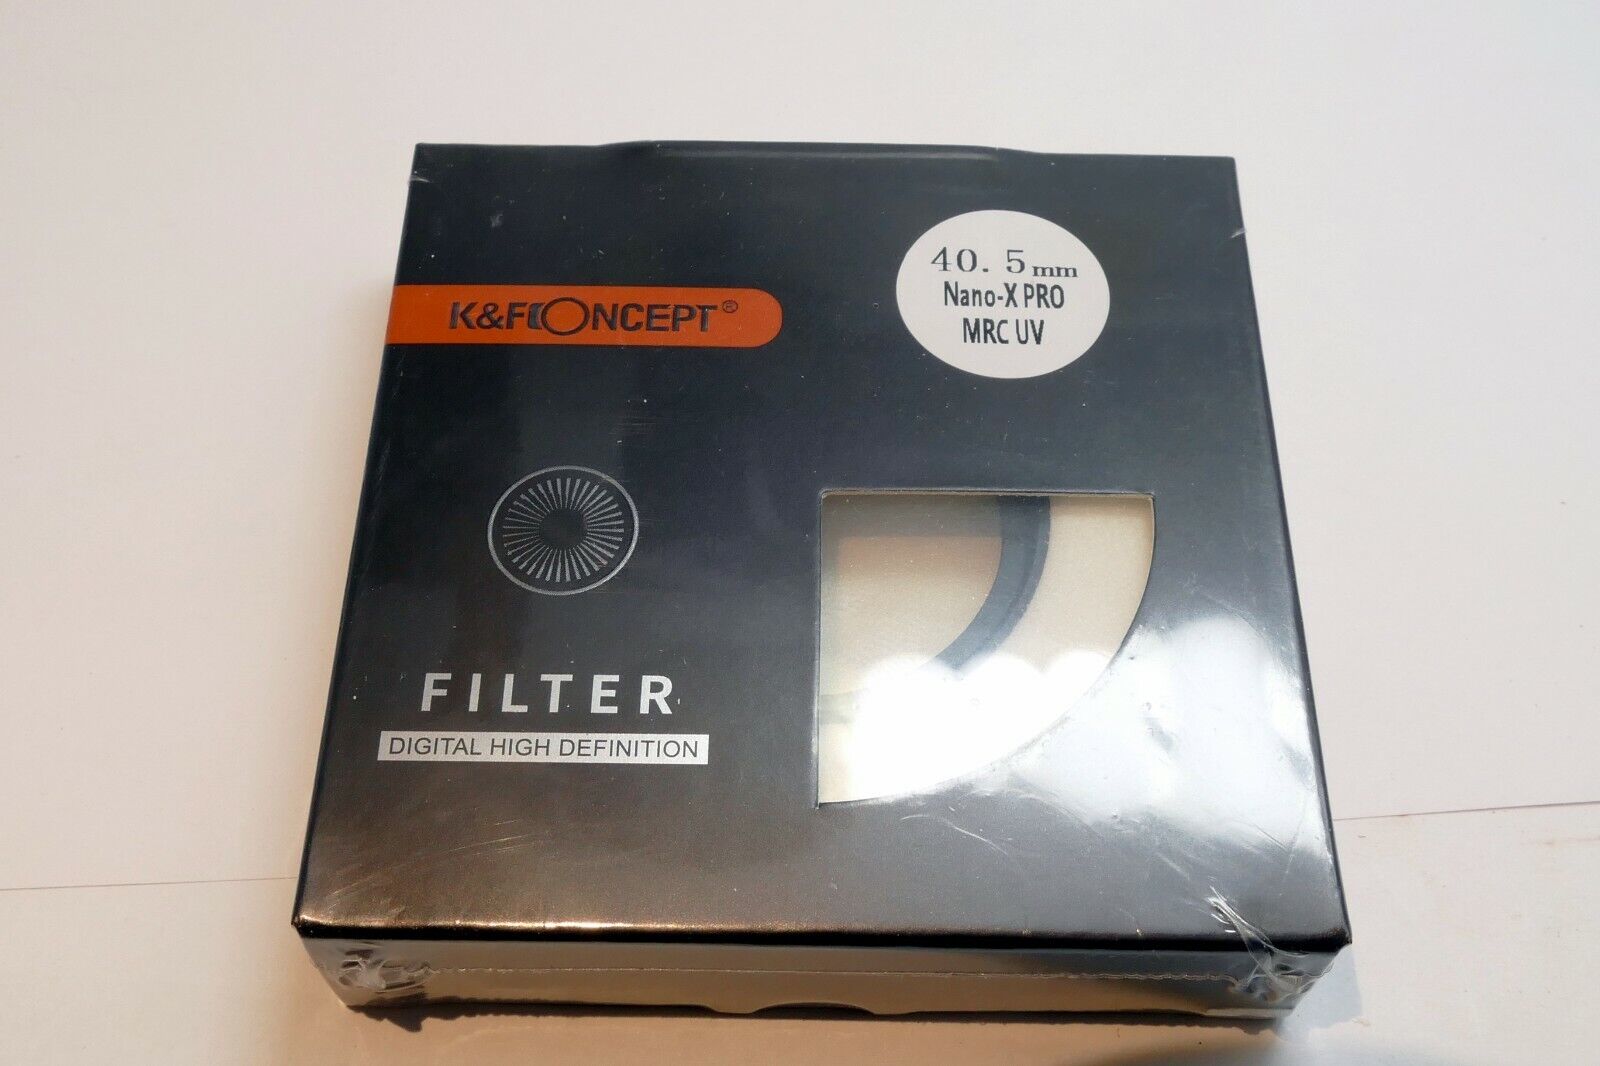 K&F CONCEPT®
40.5mm
Nano-X PRO
MRC UV
FILTER
DIGITAL HIGH DEFINITION